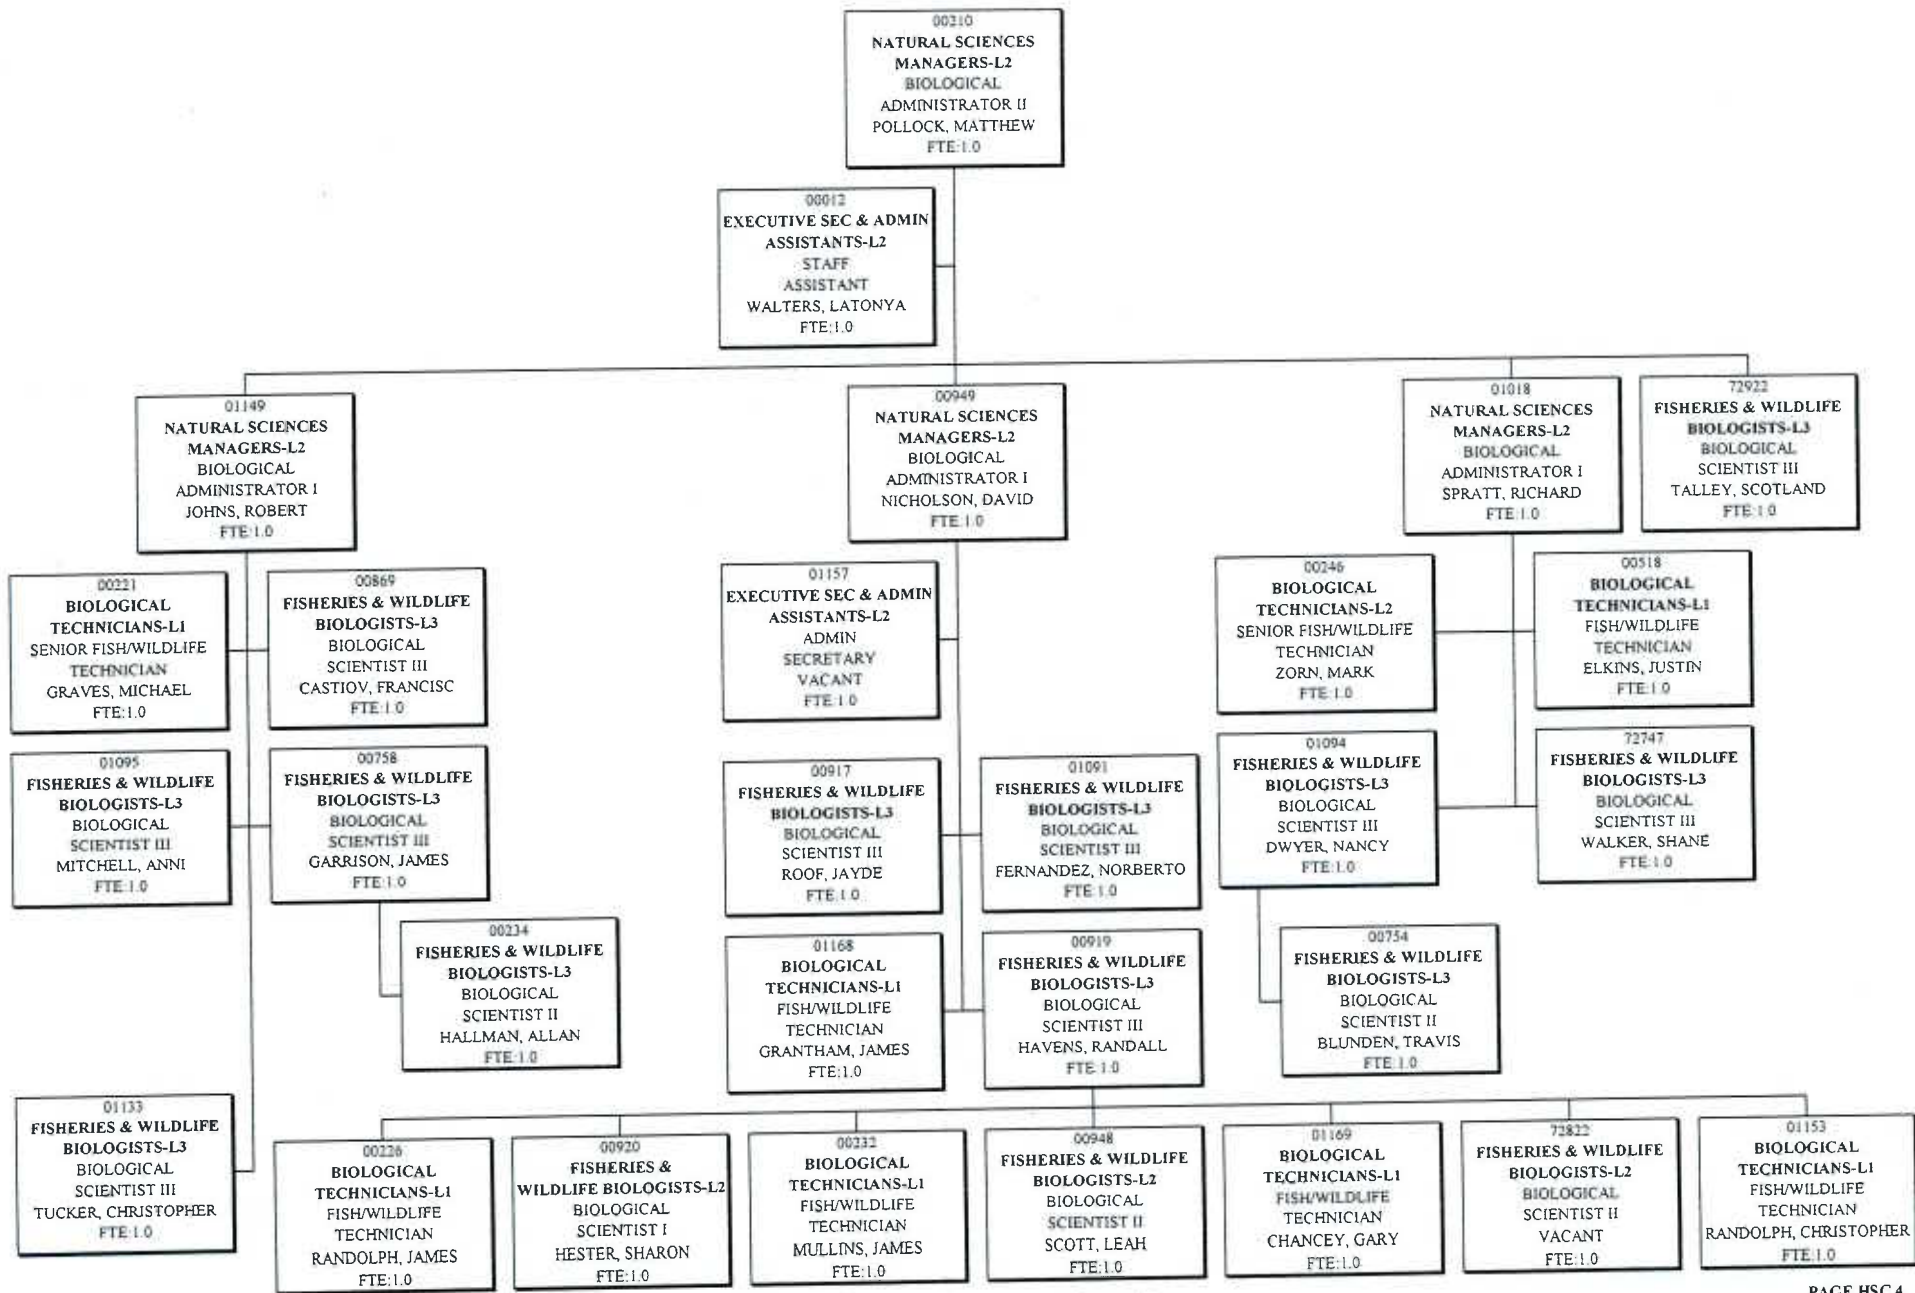 00210
NATURAL SCIENCES
MANAGERS-L2
BIOLOGICAL
ADMINISTRATOR II
POLLOCK, MATTHEW
FTE:1.0
00012
EXECUTIVE SEC & ADMIN
ASSISTANTS-L2
STAFF
ASSISTANT
WALTERS, LATONYA
FTE:1.0
01149
NATURAL SCIENCES
MANAGERS-L2
BIOLOGICAL
ADMINISTRATOR I
JOHNS, ROBERT
FTE:1.0
00949
NATURAL SCIENCES
MANAGERS-L2
BIOLOGICAL
ADMINISTRATOR I
NICHOLSON, DAVID
FTE:1.0
01018
NATURAL SCIENCES
MANAGERS-L2
BIOLOGICAL
ADMINISTRATOR I
SPRATT, RICHARD
FTE:1.0
72922
FISHERIES & WILDLIFE
BIOLOGISTS-L3
BIOLOGICAL
SCIENTIST III
TALLEY, SCOTLAND
FTE:1.0
00221
BIOLOGICAL
TECHNICIANS-L1
SENIOR FISH/WILDLIFE
TECHNICIAN
GRAVES, MICHAEL
FTE:1.0
00869
FISHERIES & WILDLIFE
BIOLOGISTS-L3
BIOLOGICAL
SCIENTIST III
CASTIOV, FRANCISC
FTE:1.0
01157
EXECUTIVE SEC & ADMIN
ASSISTANTS-L2
ADMIN
SECRETARY
VACANT
FTE:1.0
00246
BIOLOGICAL
TECHNICIANS-L2
SENIOR FISH/WILDLIFE
TECHNICIAN
ZORN, MARK
FTE:1.0
00518
BIOLOGICAL
TECHNICIANS-L1
FISH/WILDLIFE
TECHNICIAN
ELKINS, JUSTIN
FTE:1.0
01095
FISHERIES & WILDLIFE
BIOLOGISTS-L3
BIOLOGICAL
SCIENTIST III
MITCHELL, ANNI
FTE:1.0
00758
FISHERIES & WILDLIFE
BIOLOGISTS-L3
BIOLOGICAL
SCIENTIST III
GARRISON, JAMES
FTE:1.0
00917
FISHERIES & WILDLIFE
BIOLOGISTS-L3
BIOLOGICAL
SCIENTIST III
ROOF, JAYDE
FTE:1.0
01091
FISHERIES & WILDLIFE
BIOLOGISTS-L3
BIOLOGICAL
SCIENTIST III
FERNANDEZ, NORBERTO
FTE:1.0
01094
FISHERIES & WILDLIFE
BIOLOGISTS-L3
BIOLOGICAL
SCIENTIST III
DWYER, NANCY
FTE:1.0
72747
FISHERIES & WILDLIFE
BIOLOGISTS-L3
BIOLOGICAL
SCIENTIST III
WALKER, SHANE
FTE:1.0
00234
FISHERIES & WILDLIFE
BIOLOGISTS-L3
BIOLOGICAL
SCIENTIST II
HALLMAN, ALLAN
FTE:1.0
01168
BIOLOGICAL
TECHNICIANS-L1
FISH/WILDLIFE
TECHNICIAN
GRANTHAM, JAMES
FTE:1.0
00919
FISHERIES & WILDLIFE
BIOLOGISTS-L3
BIOLOGICAL
SCIENTIST III
HAVENS, RANDALL
FTE:1.0
00754
FISHERIES & WILDLIFE
BIOLOGISTS-L3
BIOLOGICAL
SCIENTIST II
BLUNDEN, TRAVIS
FTE:1.0
01133
FISHERIES & WILDLIFE
BIOLOGISTS-L3
BIOLOGICAL
SCIENTIST III
TUCKER, CHRISTOPHER
FTE:1.0
00226
BIOLOGICAL
TECHNICIANS-L1
FISH/WILDLIFE
TECHNICIAN
RANDOLPH, JAMES
FTE:1.0
00920
FISHERIES &
WILDLIFE BIOLOGISTS-L2
BIOLOGICAL
SCIENTIST I
HESTER, SHARON
FTE:1.0
00232
BIOLOGICAL
TECHNICIANS-L1
FISH/WILDLIFE
TECHNICIAN
MULLINS, JAMES
FTE:1.0
00948
FISHERIES & WILDLIFE
BIOLOGISTS-L2
BIOLOGICAL
SCIENTIST II
SCOTT, LEAH
FTE:1.0
01169
BIOLOGICAL
TECHNICIANS-L1
FISH/WILDLIFE
TECHNICIAN
CHANCEY, GARY
FTE:1.0
72822
FISHERIES & WILDLIFE
BIOLOGISTS-L2
BIOLOGICAL
SCIENTIST II
VACANT
FTE:1.0
01153
BIOLOGICAL
TECHNICIANS-L1
FISH/WILDLIFE
TECHNICIAN
RANDOLPH, CHRISTOPHER
FTE:1.0
PAGE HSC 4